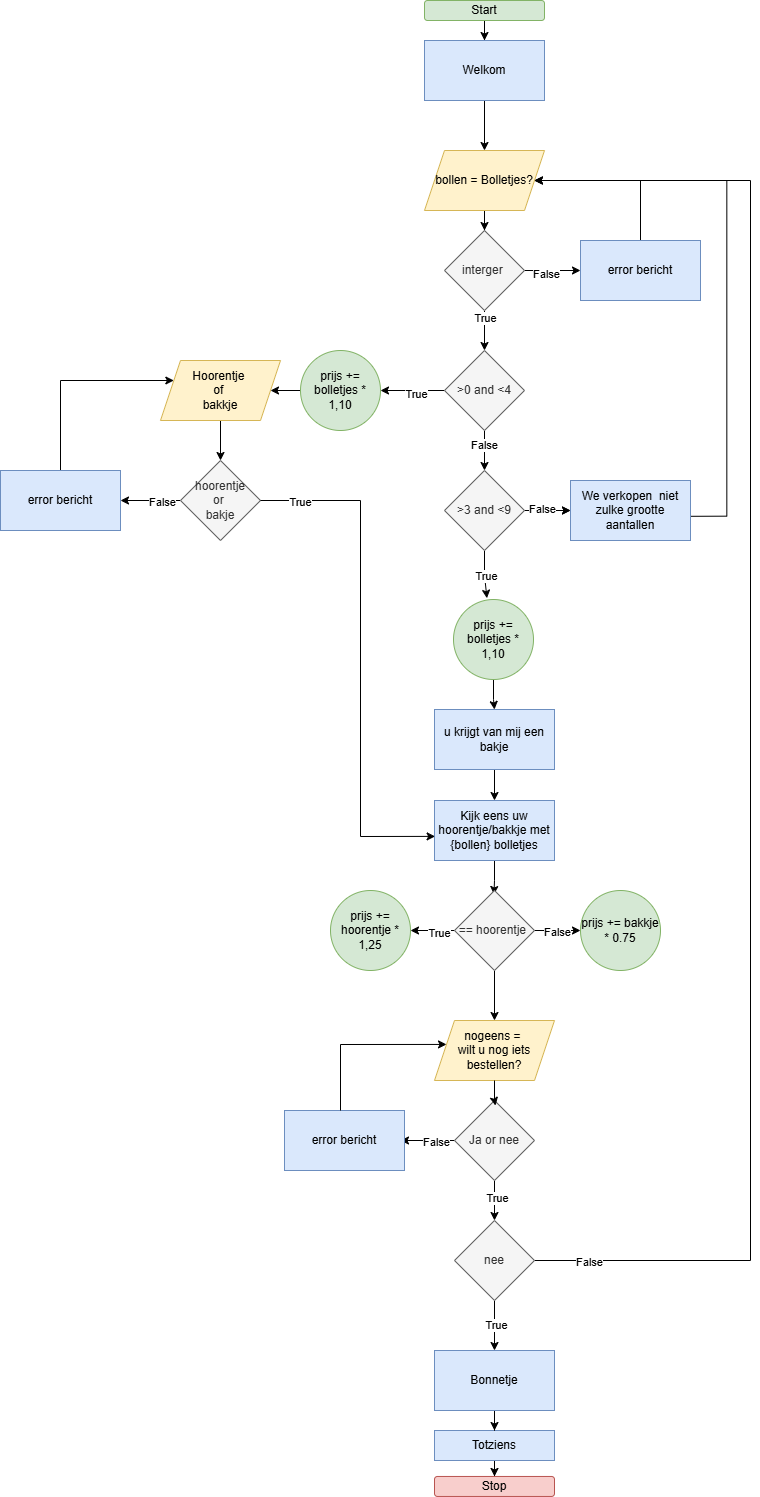 Start
Welkom
bollen = Bolletjes?
interger
False
error bericht
True
Hoorentje
of
bakkje
prijs +=
bolletjes *
1,10
True
>0 and <4
False
error bericht
False
hoorentje
or
bakje
True
>3 and <9
False
We verkopen niet
zulke grootte
aantallen
True
prijs +=
bolletjes *
1,10
u krijgt van mij een
bakje
Kijk eens uw
hoorentje/bakkje met
{bollen} bolletjes
prijs +=
hoorentje *
1,25
True
== hoorentje
False
prijs += bakkje
* 0.75
nogeens =
wilt u nog iets
bestellen?
error bericht
False
Ja or nee
True
nee
False
True
Bonnetje
Totziens
Stop